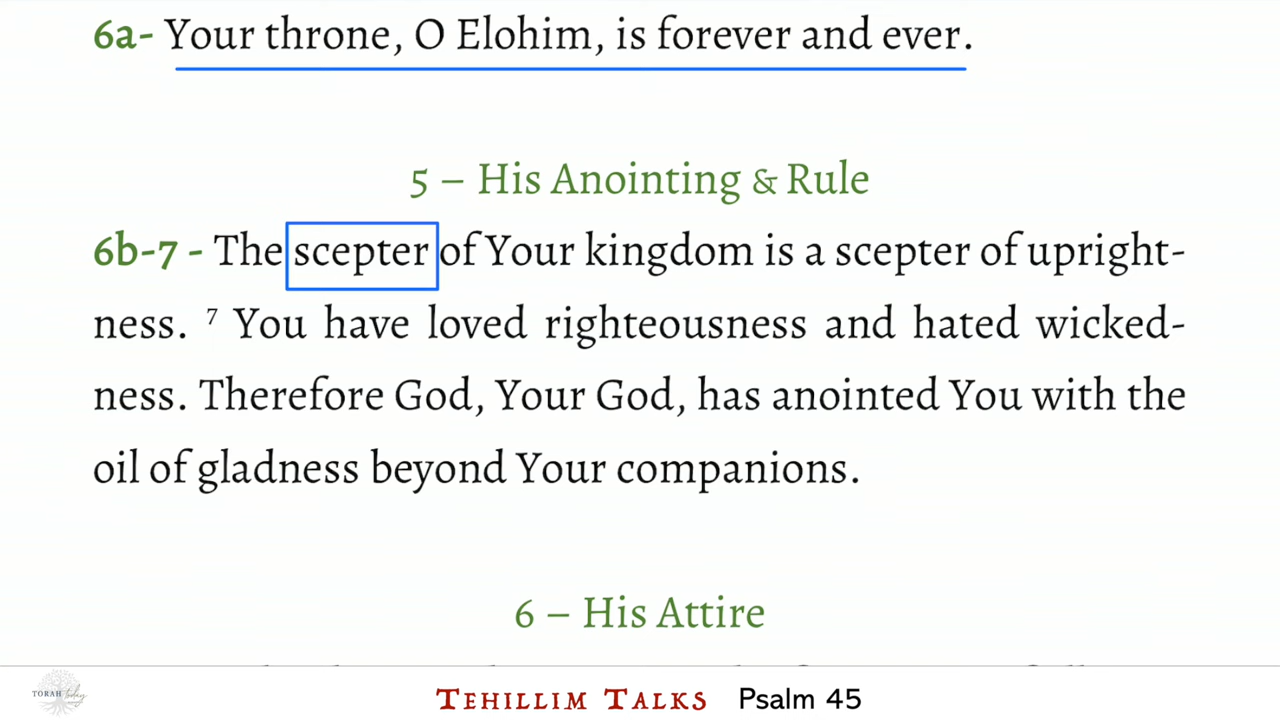 6a- Your throne, O Elohim, is forever and ever.
5 – His Anointing & Rule
6b-7 - The scepter of Your kingdom is a scepter of upright-
ness. 7 You have loved righteousness and hated wicked-
ness. Therefore God, Your God, has anointed You with the
oil of gladness beyond Your companions.
6 – His Attire
TORAH today
TEHILLIM TALKS Psalm 45